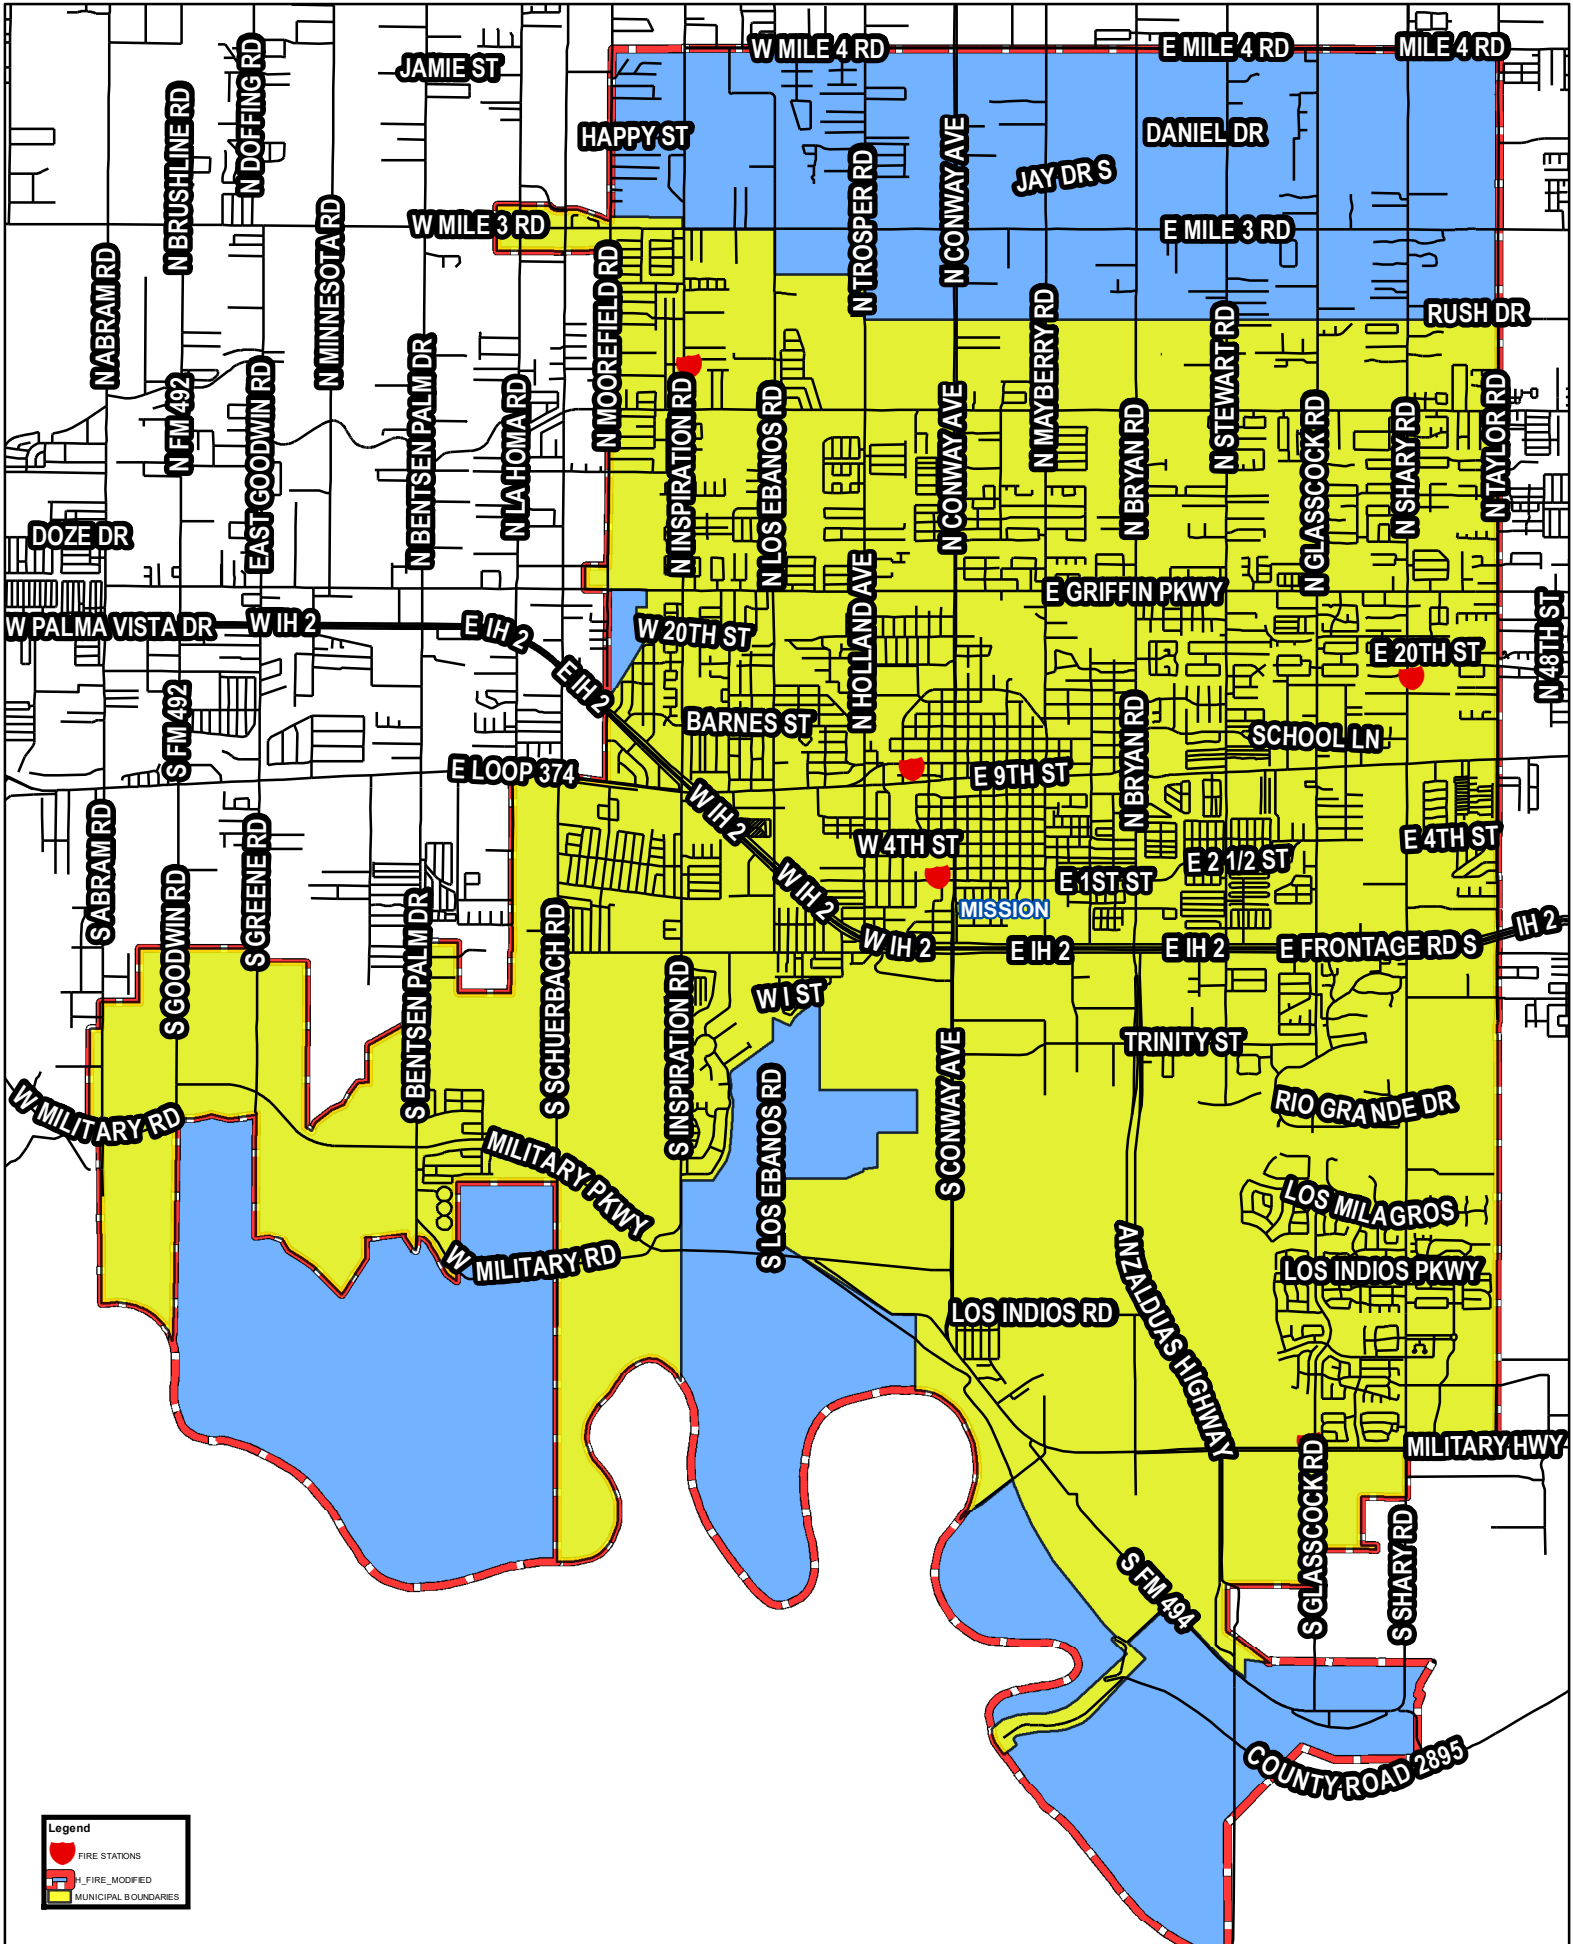 W MILE 4 RD
E MILE 4 RD
MILE 4 RD
JAMIE ST
N DOFFING RD
N BRUSHLINE RD
HAPPY ST
DANIEL DR
N CONWAY AVE
JAY DR S
N TROSPER RD
W MILE 3 RD
E MILE 3 RD
N MINNESOTA RD
N ABRAM RD
N MOOREFIELD RD
RUSH DR
N MAYBERRY RD
N STEWART RD
N BENTSEN PALM DR
EAST GOODWIN RD
N FM 492
N LA HOMA RD
N INSPIRATION RD
N LOS EBANOS RD
N CONWAY AVE
N BRYAN RD
N GLASSCOCK RD
N SHARY RD
N TAYLOR RD
DOZE DR
E GRIFFIN PKWY
N HOLLAND AVE
N 48TH ST
W PALMA VISTA DR
W IH 2
E IH 2
W 20TH ST
E 20TH ST
E IH 2
S FM 492
BARNES ST
N BRYAN RD
SCHOOL LN
E LOOP 374
E 9TH ST
W IH 2
S ABRAM RD
S GREENE RD
W 4TH ST
E 4TH ST
E 2 1/2 ST
E 1ST ST
W IH 2
S GOODWIN RD
S BENTSEN PALM DR
S SCHUERBACH RD
MISSION
W IH 2
E IH 2
E IH 2
E FRONTAGE RD S
IH 2
S INSPIRATION RD
W I ST
S CONWAY AVE
TRINITY ST
W MILITARY RD
S LOS EBANOS RD
RIO GRANDE DR
MILITARY PKWY
LOS MILAGROS
W MILITARY RD
ANZALDUAS HIGHWAY
LOS INDIOS PKWY
LOS INDIOS RD
MILITARY HWY
S GLASSCOCK RD
S SHARY RD
S FM 494
COUNTY ROAD 2895
Legend
FIRE STATIONS
H_FIRE_MODIFIED
MUNICIPAL BOUNDARIES